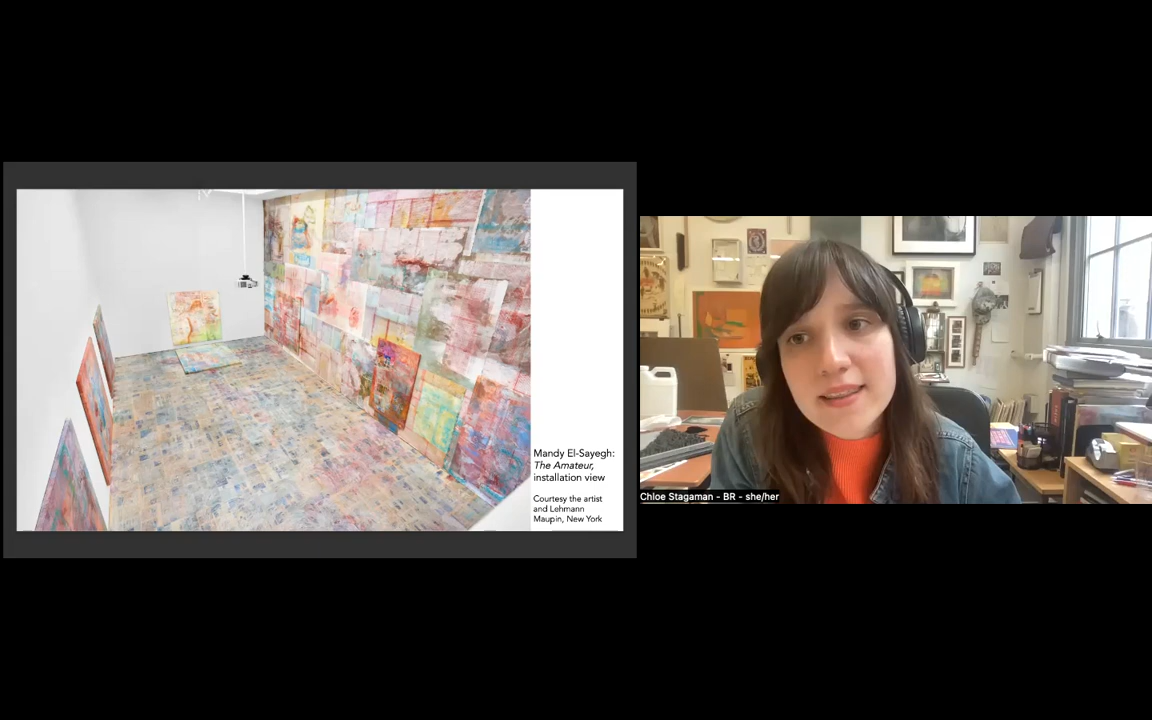 Mandy El-Sayegh:
The Amateur,
installation view
Courtesy the artist
and Lehmann
Maupin, New York
Chloe Stagaman - BR - she/her